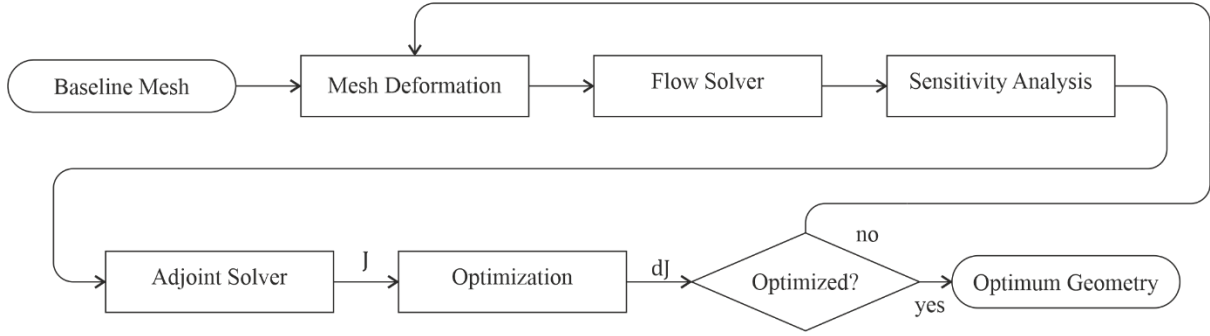 Baseline Mesh
Mesh Deformation
Flow Solver
Sensitivity Analysis
Adjoint Solver
J
Optimization
dJ
Optimized?
no
yes
Optimum Geometry